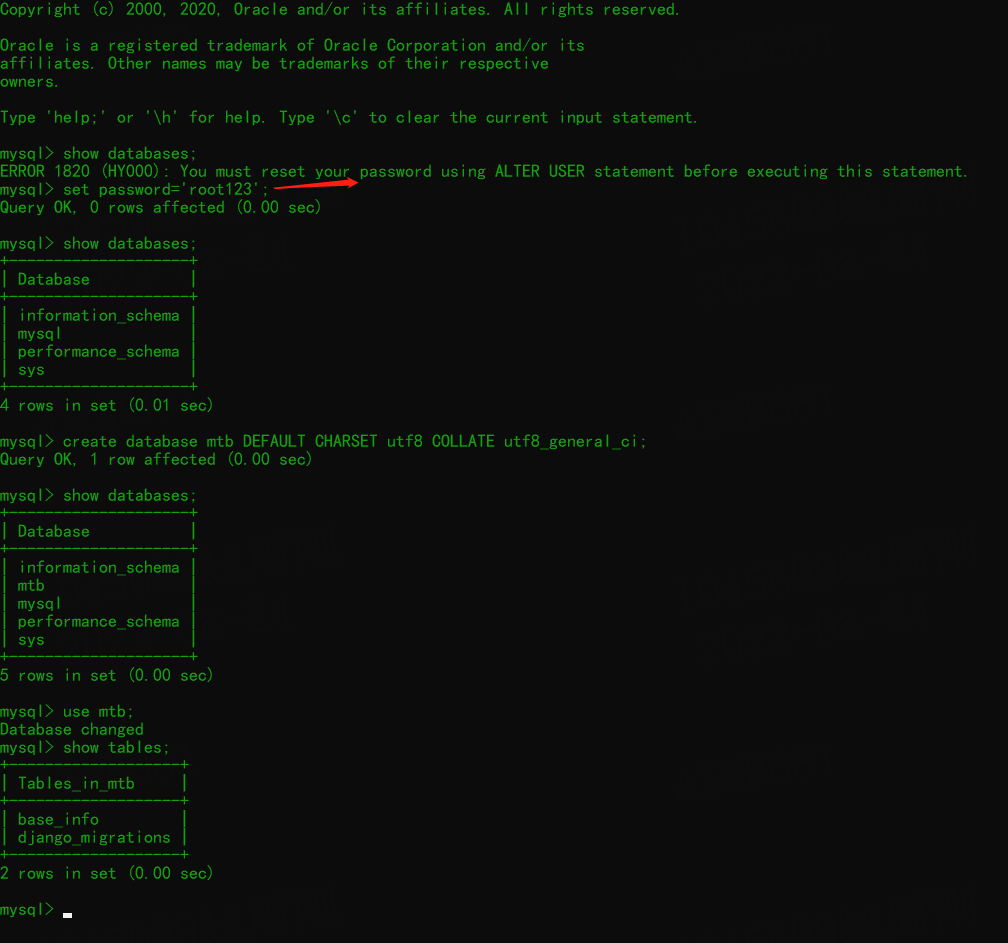 Copyright (c) 2000, 2020, Oracle and/or its affiliates. All rights reserved.
Oracle is a registered trademark of Oracle Corporation and/or its
affiliates. Other names may be trademarks of their respective
owners.
Type 'help;' or '\h' for help. Type '\c' to clear the current input statement.
mysql> show databases;
ERROR 1820 (HY000): You must reset your password using ALTER USER statement before executing this statement.
mysql> set password='root123';
Query OK, 0 rows affected (0.00 sec)
mysql> show databases;
+--------------------+
| Database           |
+--------------------+
| information_schema |
| mysql              |
| performance_schema |
| sys                |
+--------------------+
4 rows in set (0.01 sec)
mysql> create database mtb DEFAULT CHARSET utf8 COLLATE utf8_general_ci;
Query OK, 1 row affected (0.00 sec)
mysql> show databases;
+--------------------+
| Database           |
+--------------------+
| information_schema |
| mtb                |
| mysql              |
| performance_schema |
| sys                |
+--------------------+
5 rows in set (0.00 sec)
mysql> use mtb;
Database changed
mysql> show tables;
+-------------------+
| Tables_in_mtb     |
+-------------------+
| base_info         |
| django_migrations |
+-------------------+
2 rows in set (0.00 sec)
mysql>